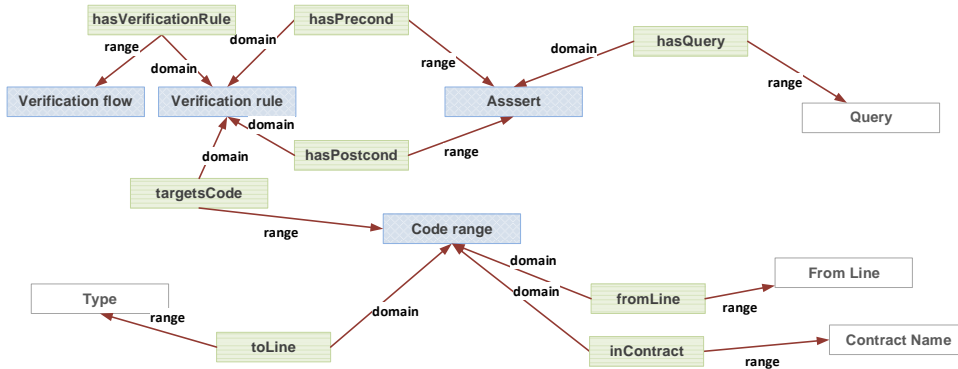 hasVerificationRule
hasPrecond
hasQuery
range
domain
domain
range
domain
range
Verification flow
Verification rule
Asssert
Query
domain
domain
hasPostcond
range
targetsCode
range
Code range
domain
domain
From Line
Type
fromLine
range
range
domain
toLine
inContract
range
Contract Name